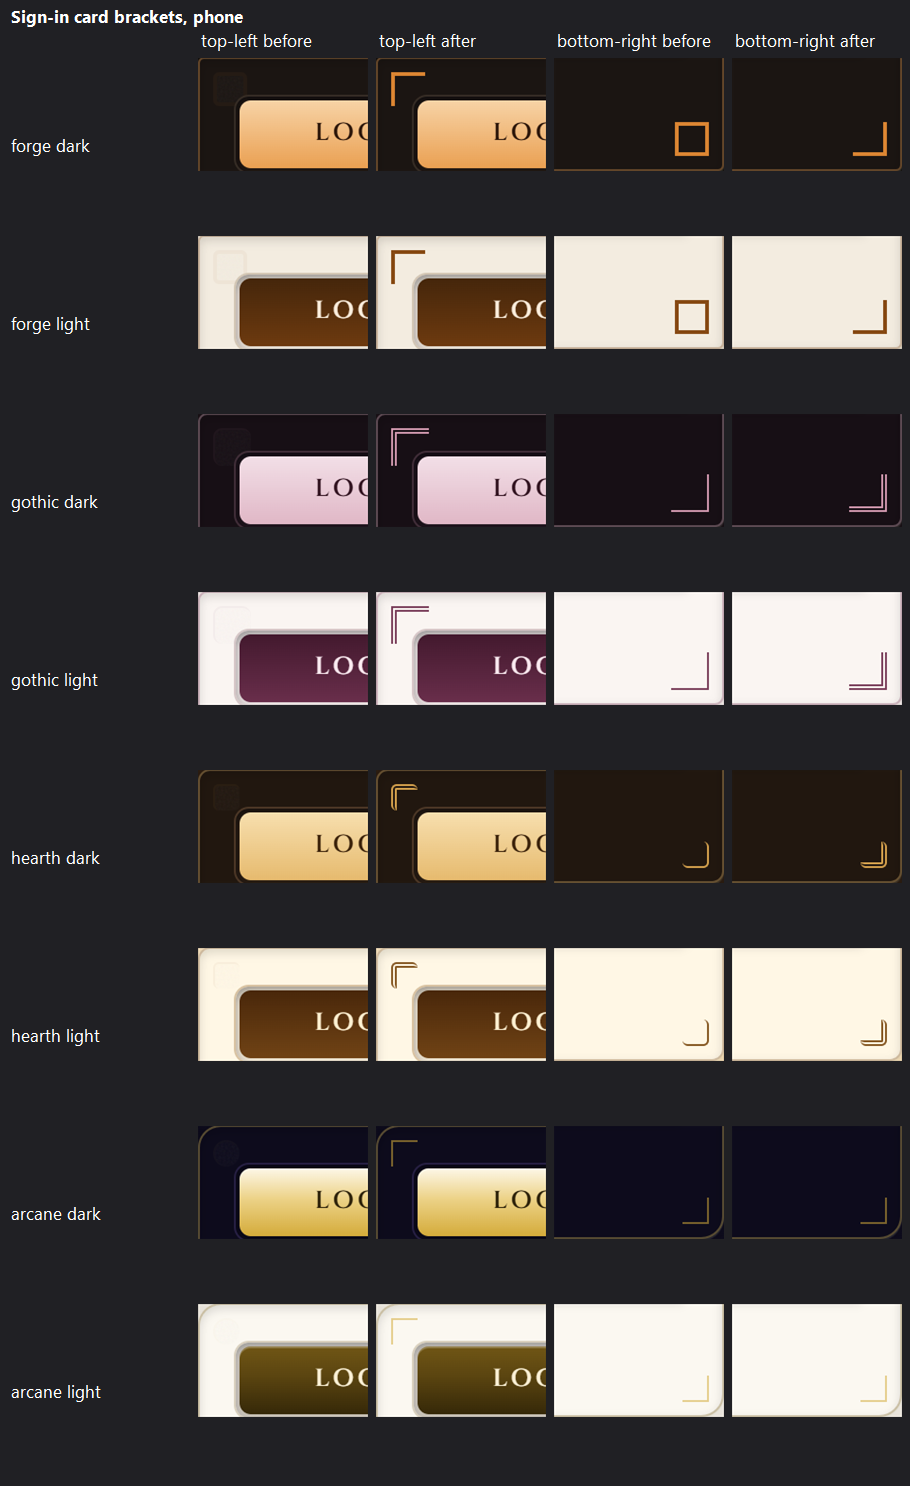 Sign-in card brackets, phone
top-left before top-left after bottom-right before bottom-right after
forge dark LOC LOC
forge light LOC LOC
gothic dark LOC LOC
gothic light LOC LOC
hearth dark LOC LOC
hearth light LOC LOC
arcane dark LOC LOC
arcane light LOC LOC